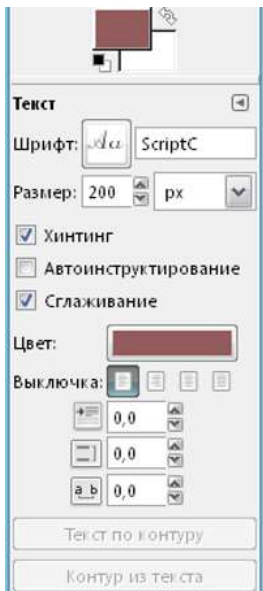 Текст
Шрифт: Aa ScriptC
Размер: 200 px
Хинтинг
Автоинструктирование
Сглаживание
Цвет:
Выключка:
0,0
0,0
a b 0,0
Текст по контуру
Контур из текста